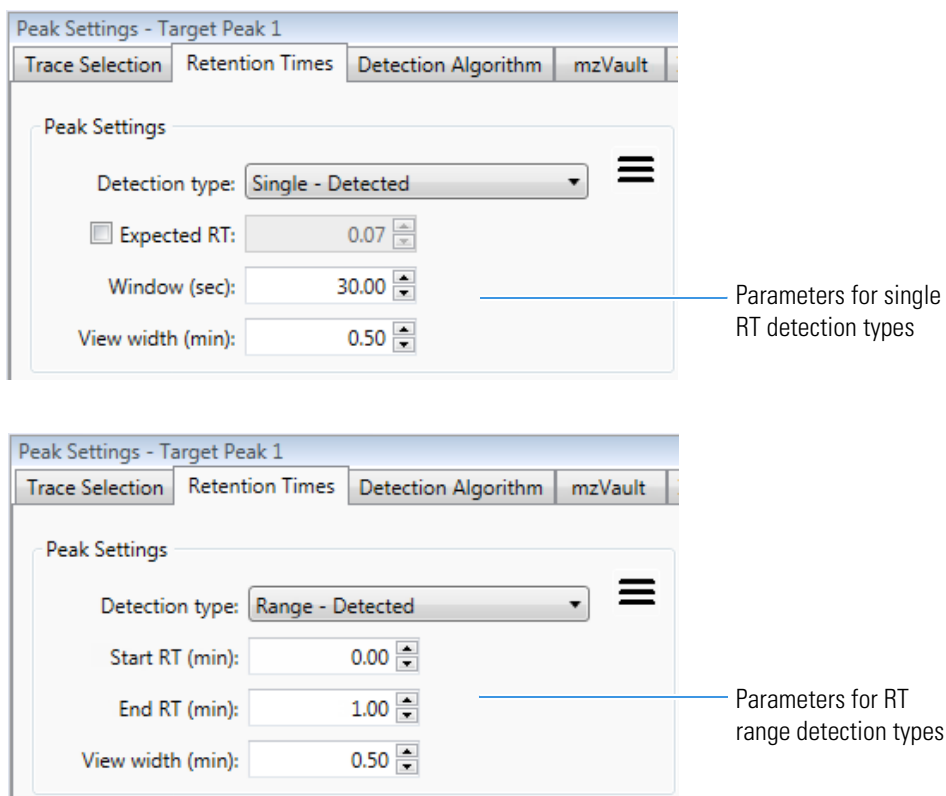 Peak Settings - Target Peak 1
Trace Selection Retention Times Detection Algorithm mzVault
Peak Settings
Detection type: Single - Detected
Expected RT: 0.07
Window (sec): 30.00
View width (min): 0.50
Parameters for single
RT detection types
Peak Settings - Target Peak 1
Trace Selection Retention Times Detection Algorithm mzVault
Peak Settings
Detection type: Range - Detected
Start RT (min): 0.00
End RT (min): 1.00
View width (min): 0.50
Parameters for RT
range detection types